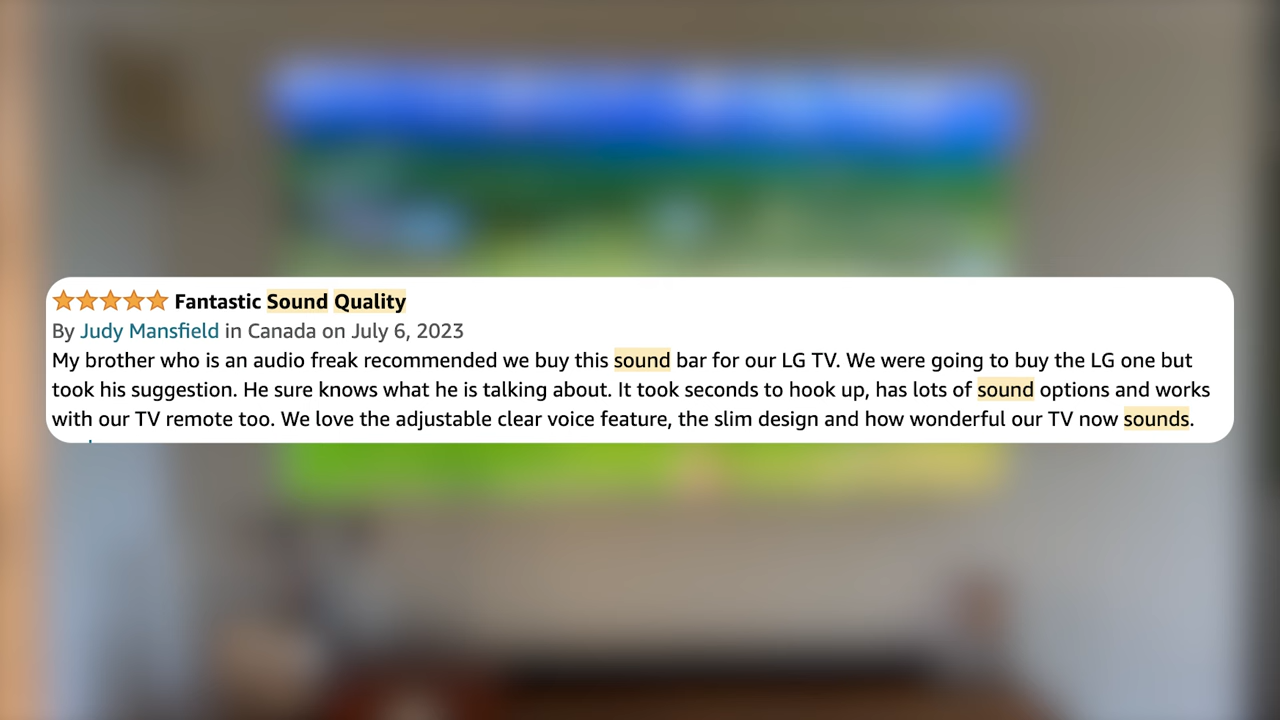 Fantastic Sound Quality
By Judy Mansfield in Canada on July 6, 2023
My brother who is an audio freak recommended we buy this sound bar for our LG TV. We were going to buy the LG one but
took his suggestion. He sure knows what he is talking about. It took seconds to hook up, has lots of sound options and works
with our TV remote too. We love the adjustable clear voice feature, the slim design and how wonderful our TV now sounds.